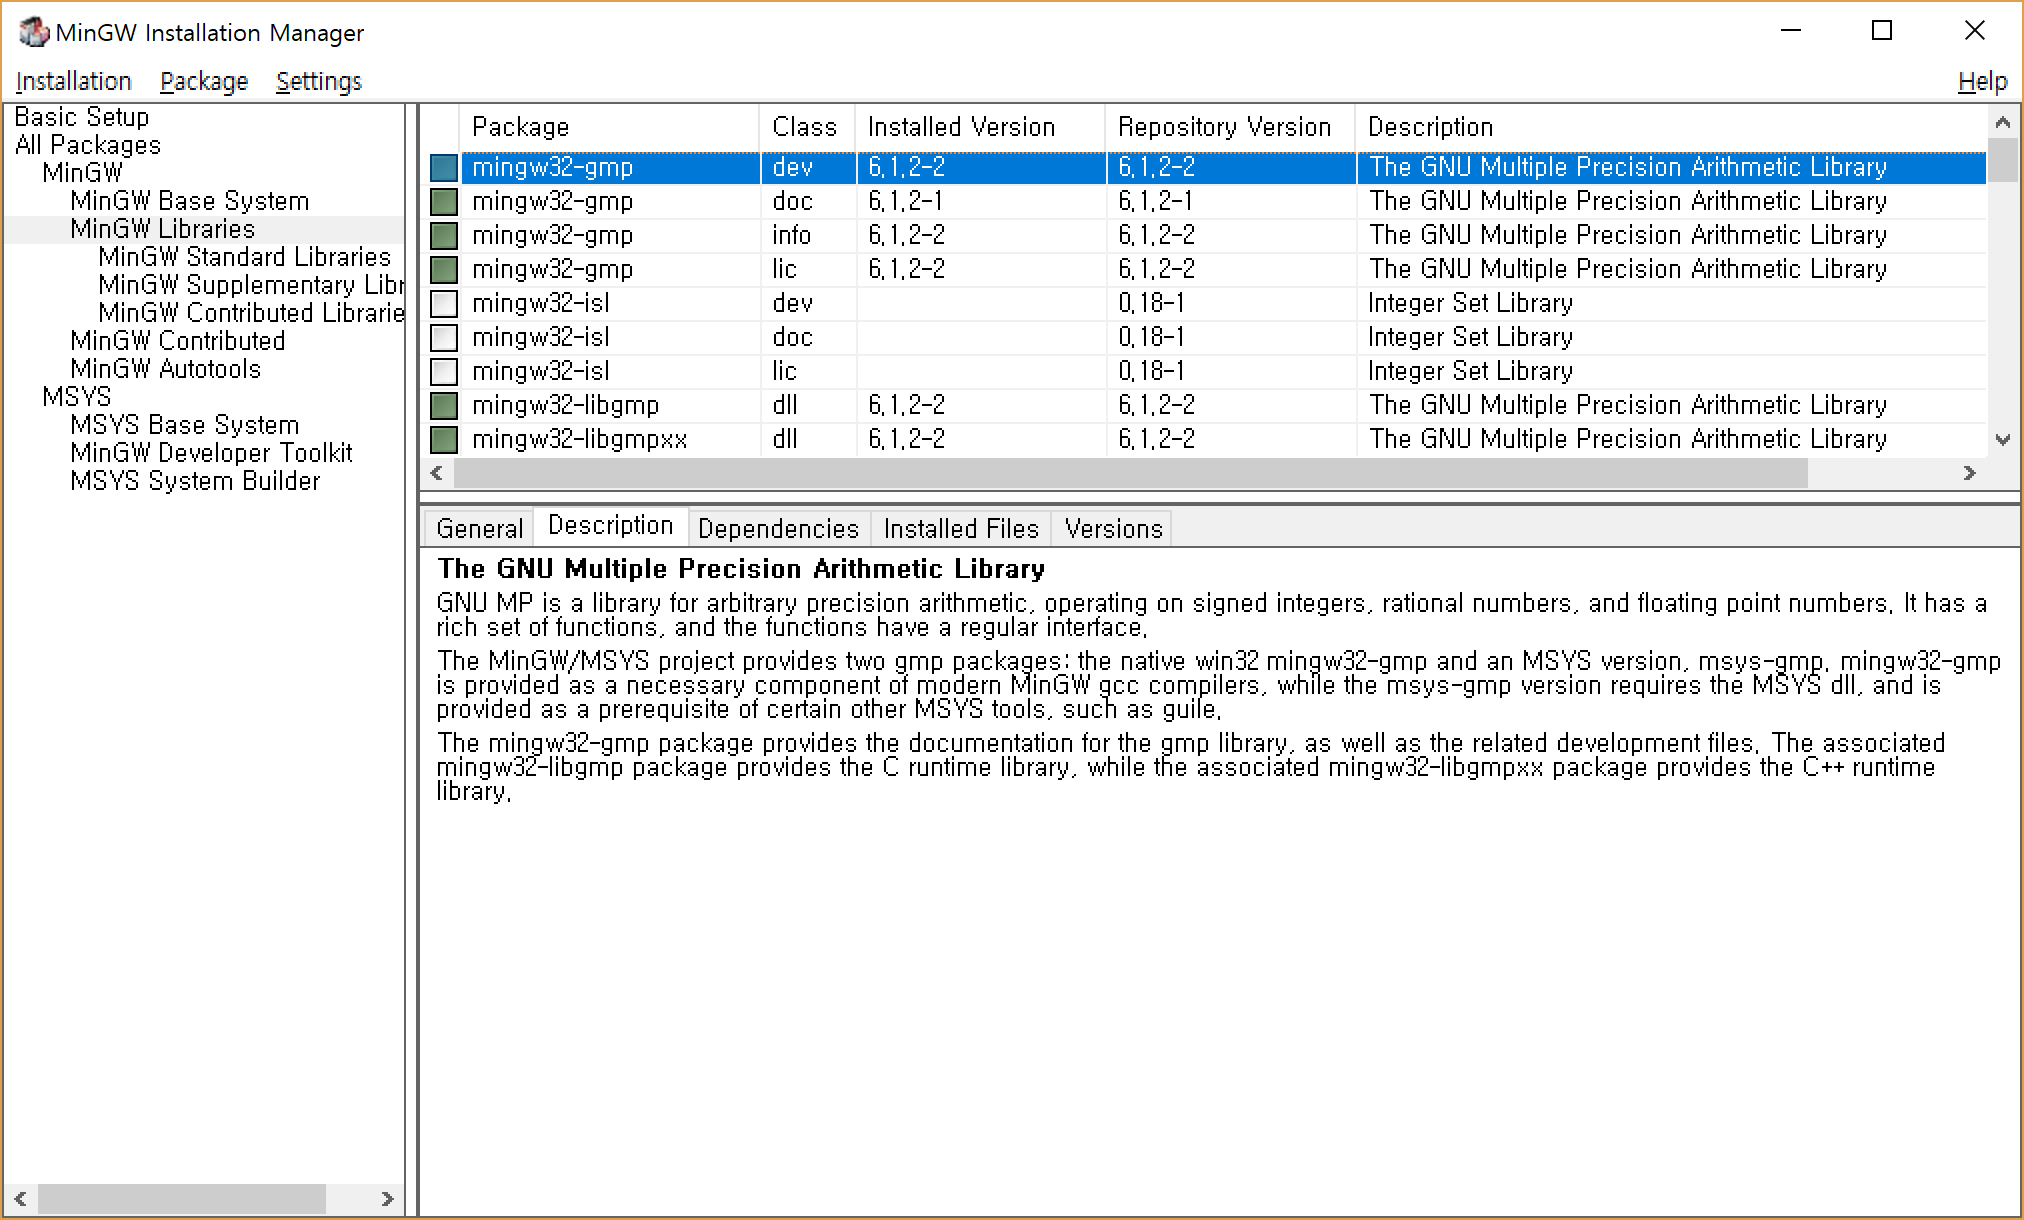 MinGW Installation Manager
Installation Package Settings Help
Basic Setup
All Packages
MinGW
MinGW Base System
MinGW Libraries
MinGW Standard Libraries
MinGW Supplementary Libr
MinGW Contributed Librarie
MinGW Contributed
MinGW Autotools
MSYS
MSYS Base System
MinGW Developer Toolkit
MSYS System Builder
Package Class Installed Version Repository Version Description
mingw32-gmp dev 6.1.2-2 6.1.2-2 The GNU Multiple Precision Arithmetic Library
mingw32-gmp doc 6.1.2-1 6.1.2-1 The GNU Multiple Precision Arithmetic Library
mingw32-gmp info 6.1.2-2 6.1.2-2 The GNU Multiple Precision Arithmetic Library
mingw32-gmp lic 6.1.2-2 6.1.2-2 The GNU Multiple Precision Arithmetic Library
mingw32-isl dev 0.18-1 Integer Set Library
mingw32-isl doc 0.18-1 Integer Set Library
mingw32-isl lic 0.18-1 Integer Set Library
mingw32-libgmp dll 6.1.2-2 6.1.2-2 The GNU Multiple Precision Arithmetic Library
mingw32-libgmpxx dll 6.1.2-2 6.1.2-2 The GNU Multiple Precision Arithmetic Library
General Description Dependencies Installed Files Versions
The GNU Multiple Precision Arithmetic Library
GNU MP is a library for arbitrary precision arithmetic, operating on signed integers, rational numbers, and floating point numbers. It has a
rich set of functions, and the functions have a regular interface.
The MinGW/MSYS project provides two gmp packages: the native win32 mingw32-gmp and an MSYS version, msys-gmp. mingw32-gmp
is provided as a necessary component of modern MinGW gcc compilers, while the msys-gmp version requires the MSYS dll, and is
provided as a prerequisite of certain other MSYS tools, such as guile.
The mingw32-gmp package provides the documentation for the gmp library, as well as the related development files. The associated
mingw32-libgmp package provides the C runtime library, while the associated mingw32-libgmpxx package provides the C++ runtime
library.